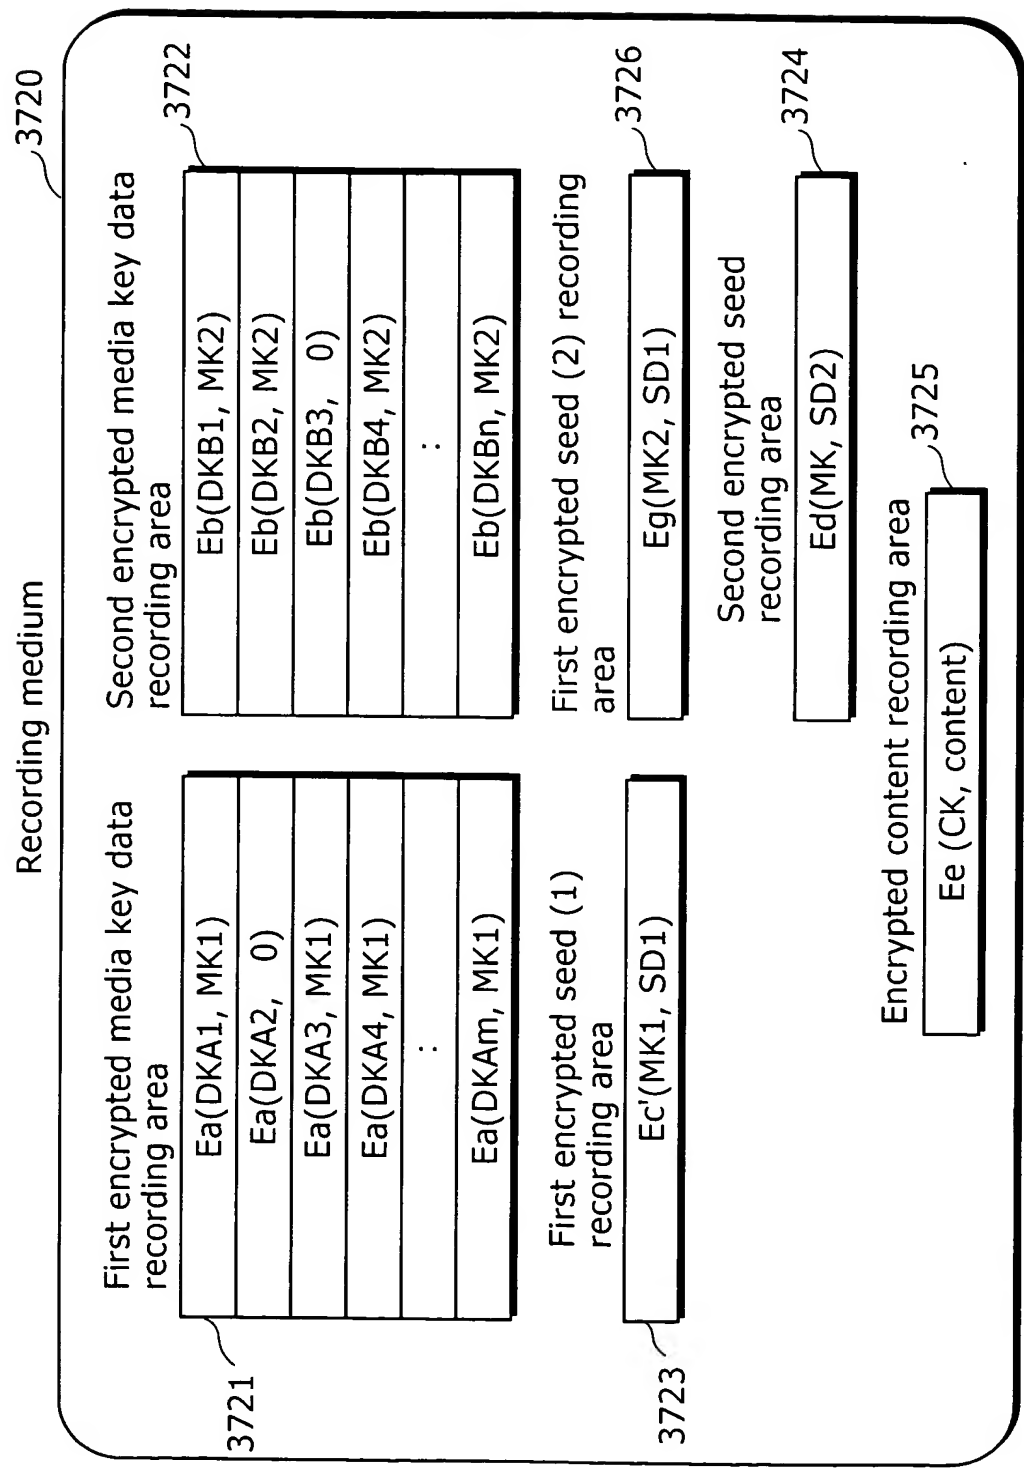 Recording medium
3720
First encrypted media key data
recording area
3721
Ea(DKA1, MK1)
Ea(DKA2, 0)
Ea(DKA3, MK1)
Ea(DKA4, MK1)
:
Ea(DKAm, MK1)
Second encrypted media key data
recording area
3722
Eb(DKB1, MK2)
Eb(DKB2, MK2)
Eb(DKB3, 0)
Eb(DKB4, MK2)
:
Eb(DKBn, MK2)
First encrypted seed (1)
recording area
3723
Ec'(MK1, SD1)
First encrypted seed (2) recording
area
3726
Eg(MK2, SD1)
Second encrypted seed
recording area
3724
Ed(MK, SD2)
Encrypted content recording area
3725
Ee (CK, content)